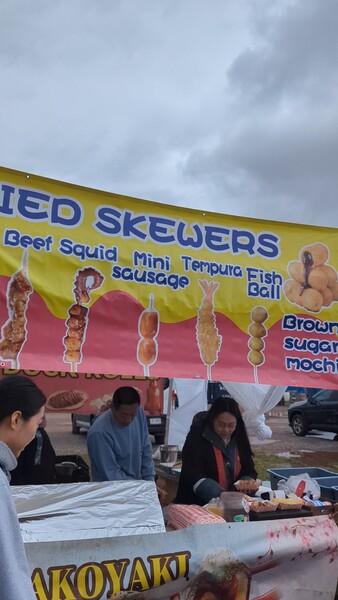 IED SKEWERS
Beef Squid Mini Tempura Fish
sausage Ball
Brown
sugar
mochi
AKOYAKI